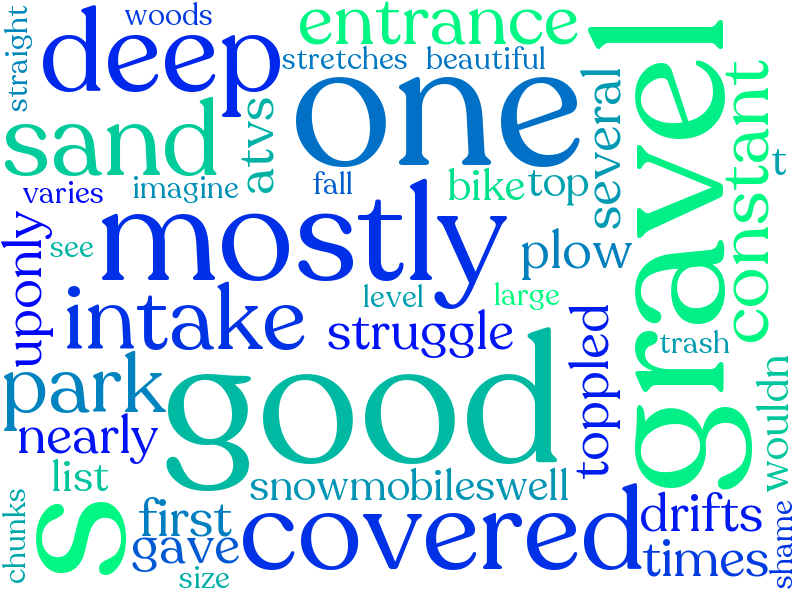 straight
woods
deep
entrance
stretches
beautiful
gravel
sand
atvs
one
several
constant
t
varies
imagine
fall
bike
top
uponly
see
mostly
plow
intake
level
large
struggle
toppled
trash
park
good
wouldn
nearly
list
snowmobileswell
chunks
s
first
gave
covered
drifts
times
shame
size